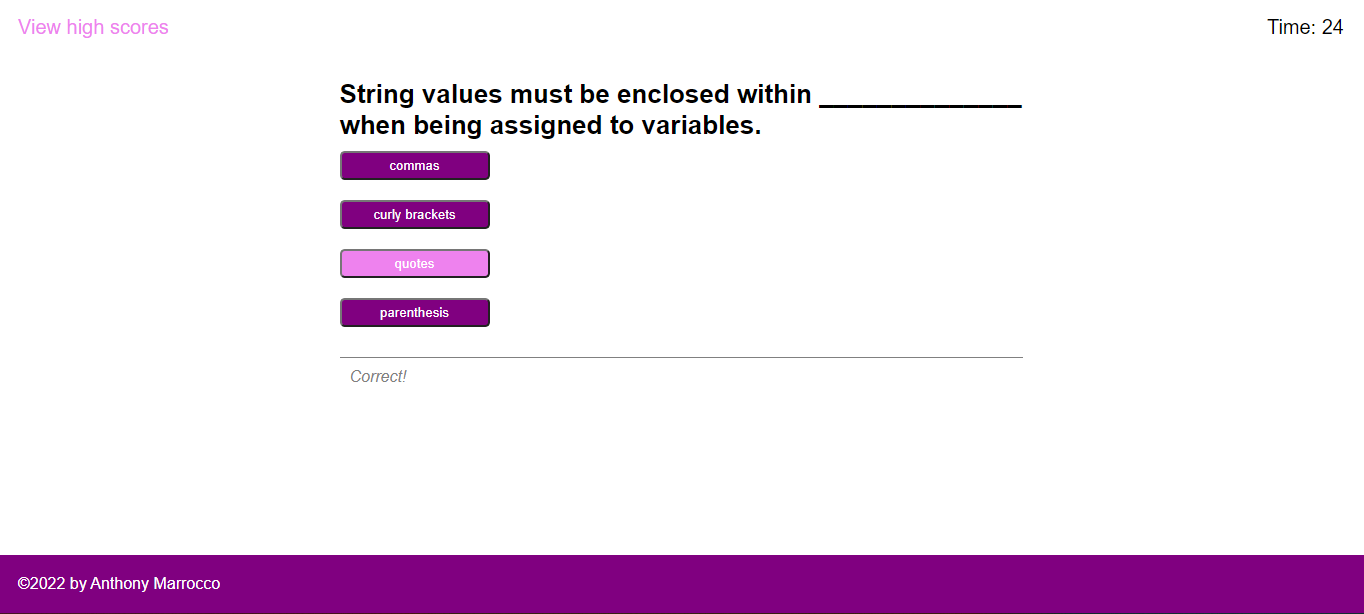 View high scores
Time: 24
String values must be enclosed within ______________
when being assigned to variables.
commas
curly brackets
quotes
parenthesis
Correct!
©2022 by Anthony Marrocco